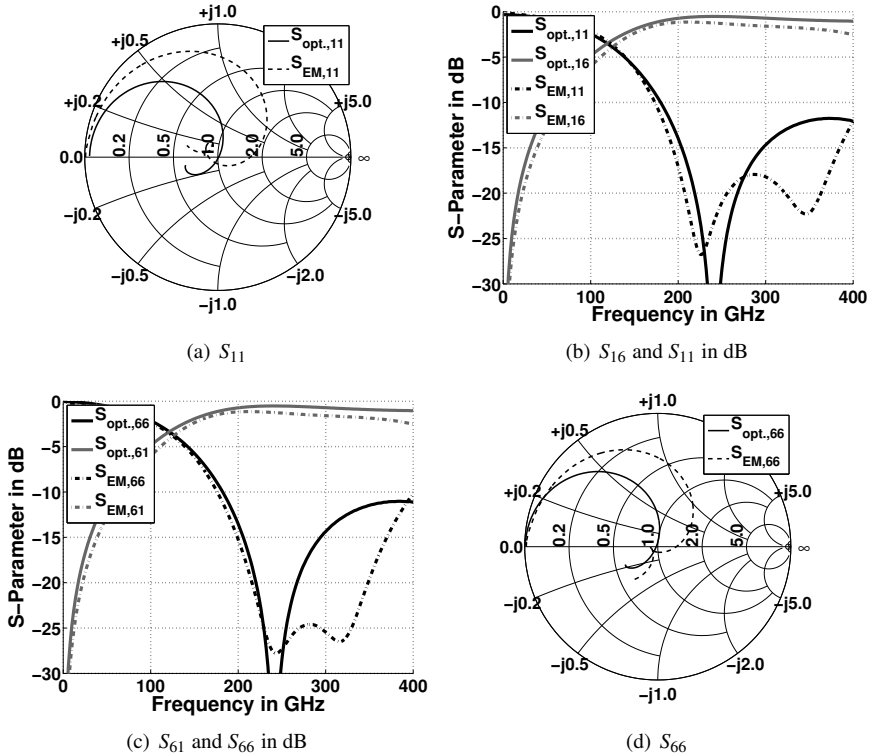 +j1.0
+j0.5
+j0.2
0.0
−j0.2
−j0.5
−j1.0
−j2.0
−j5.0
+j5.0
∞
0.2
0.5
1.0
2.0
5.0
S_opt.,11
S_EM,11
(a) S_11
S−Parameter in dB
0
−5
−10
−15
−20
−25
−30
0
100
200
300
400
Frequency in GHz
S_opt.,11
S_opt.,16
S_EM,11
S_EM,16
(b) S_16 and S_11 in dB
S−Parameter in dB
0
−5
−10
−15
−20
−25
−30
0
100
200
300
400
Frequency in GHz
S_opt.,66
S_opt.,61
S_EM,66
S_EM,61
(c) S_61 and S_66 in dB
+j1.0
+j0.5
+j0.2
0.0
−j0.2
−j0.5
−j1.0
−j2.0
−j5.0
+j5.0
∞
0.2
0.5
1.0
2.0
5.0
S_opt.,66
S_EM,66
(d) S_66